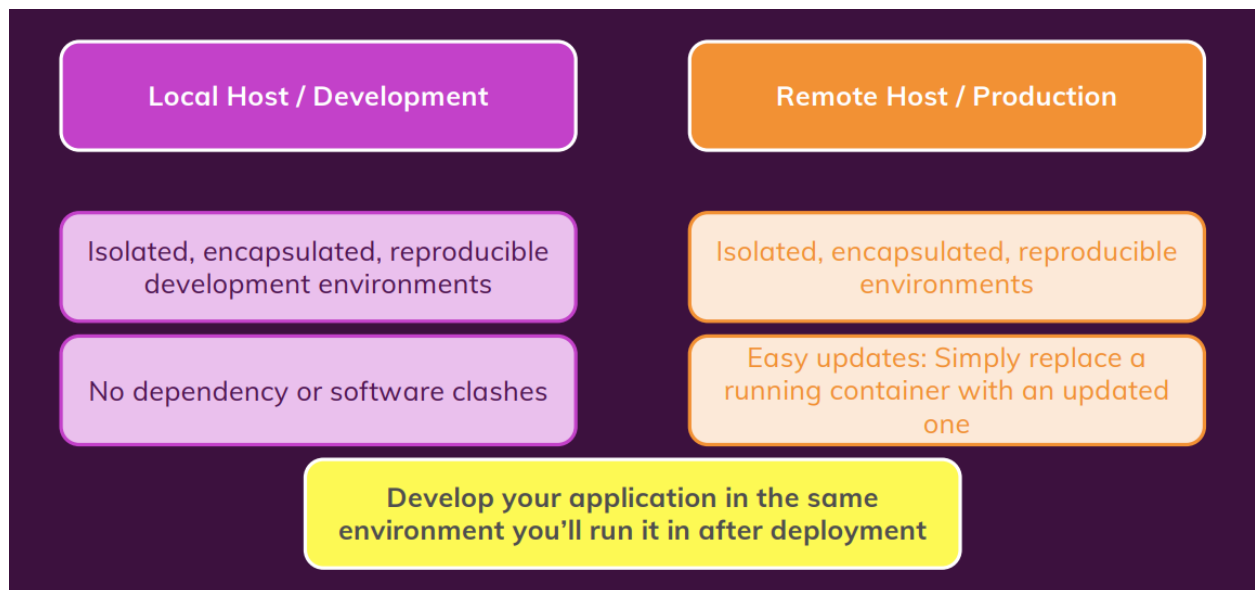 Local Host / Development
Remote Host / Production
Isolated, encapsulated, reproducible
development environments
Isolated, encapsulated, reproducible
environments
No dependency or software clashes
Easy updates: Simply replace a
running container with an updated
one
Develop your application in the same
environment you’ll run it in after deployment